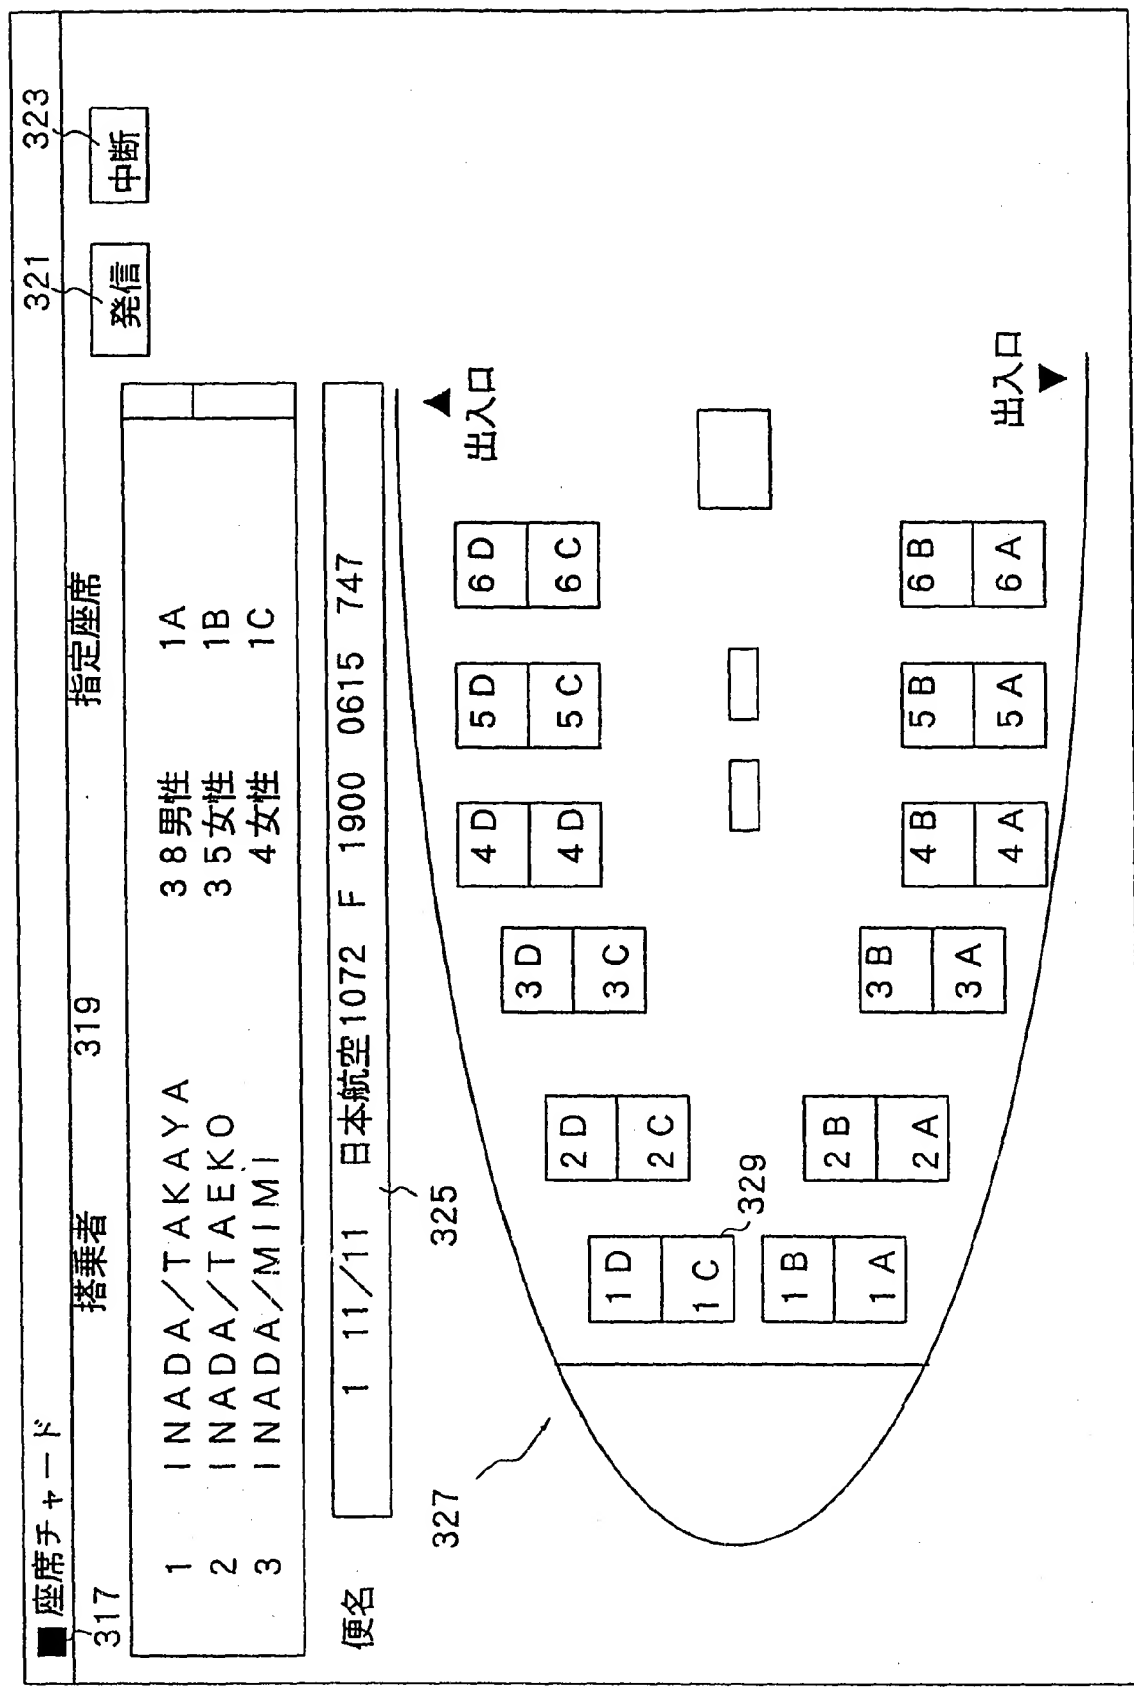 321
323
■座席チャード
317
搭乗者
319
指定座席
発信
中断
1 INADA/TAKAYA 38男性 1A
2 INADA/TAEKO 35女性 1B
3 INADA/MIMI 4女性 1C
便名
1 11/11 日本航空1072 F 1900 0615 747
325
327
▲
出入口
1D
2D
3D
4D
5D
6D
1C
2C
3C
4D
5C
6C
329
1B
2B
3B
4B
5B
6B
1A
2A
3A
4A
5A
6A
出入口
▼